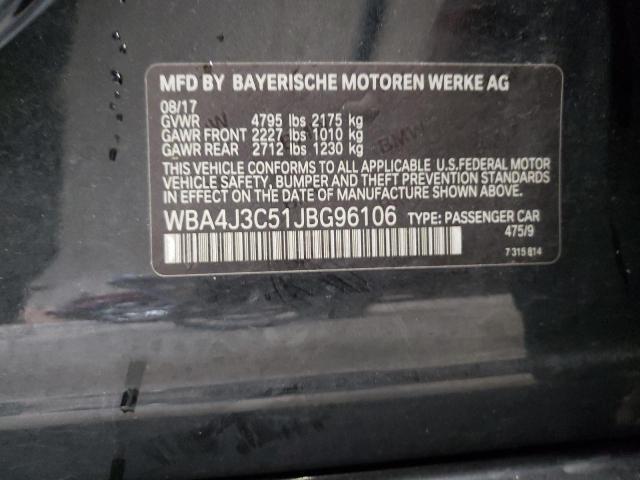 MFD BY BAYERISCHE MOTOREN WERKE AG
08/17
GVWR 4795 lbs 2175 kg
GAWR FRONT 2227 lbs 1010 kg
GAWR REAR 2712 lbs 1230 kg
THIS VEHICLE CONFORMS TO ALL APPLICABLE U.S.FEDERAL MOTOR
VEHICLE SAFETY, BUMPER AND THEFT PREVENTION STANDARDS
IN EFFECT ON THE DATE OF MANUFACTURE SHOWN ABOVE.
WBA4J3C51JBG96106 TYPE: PASSENGER CAR
475/9
7 315 814